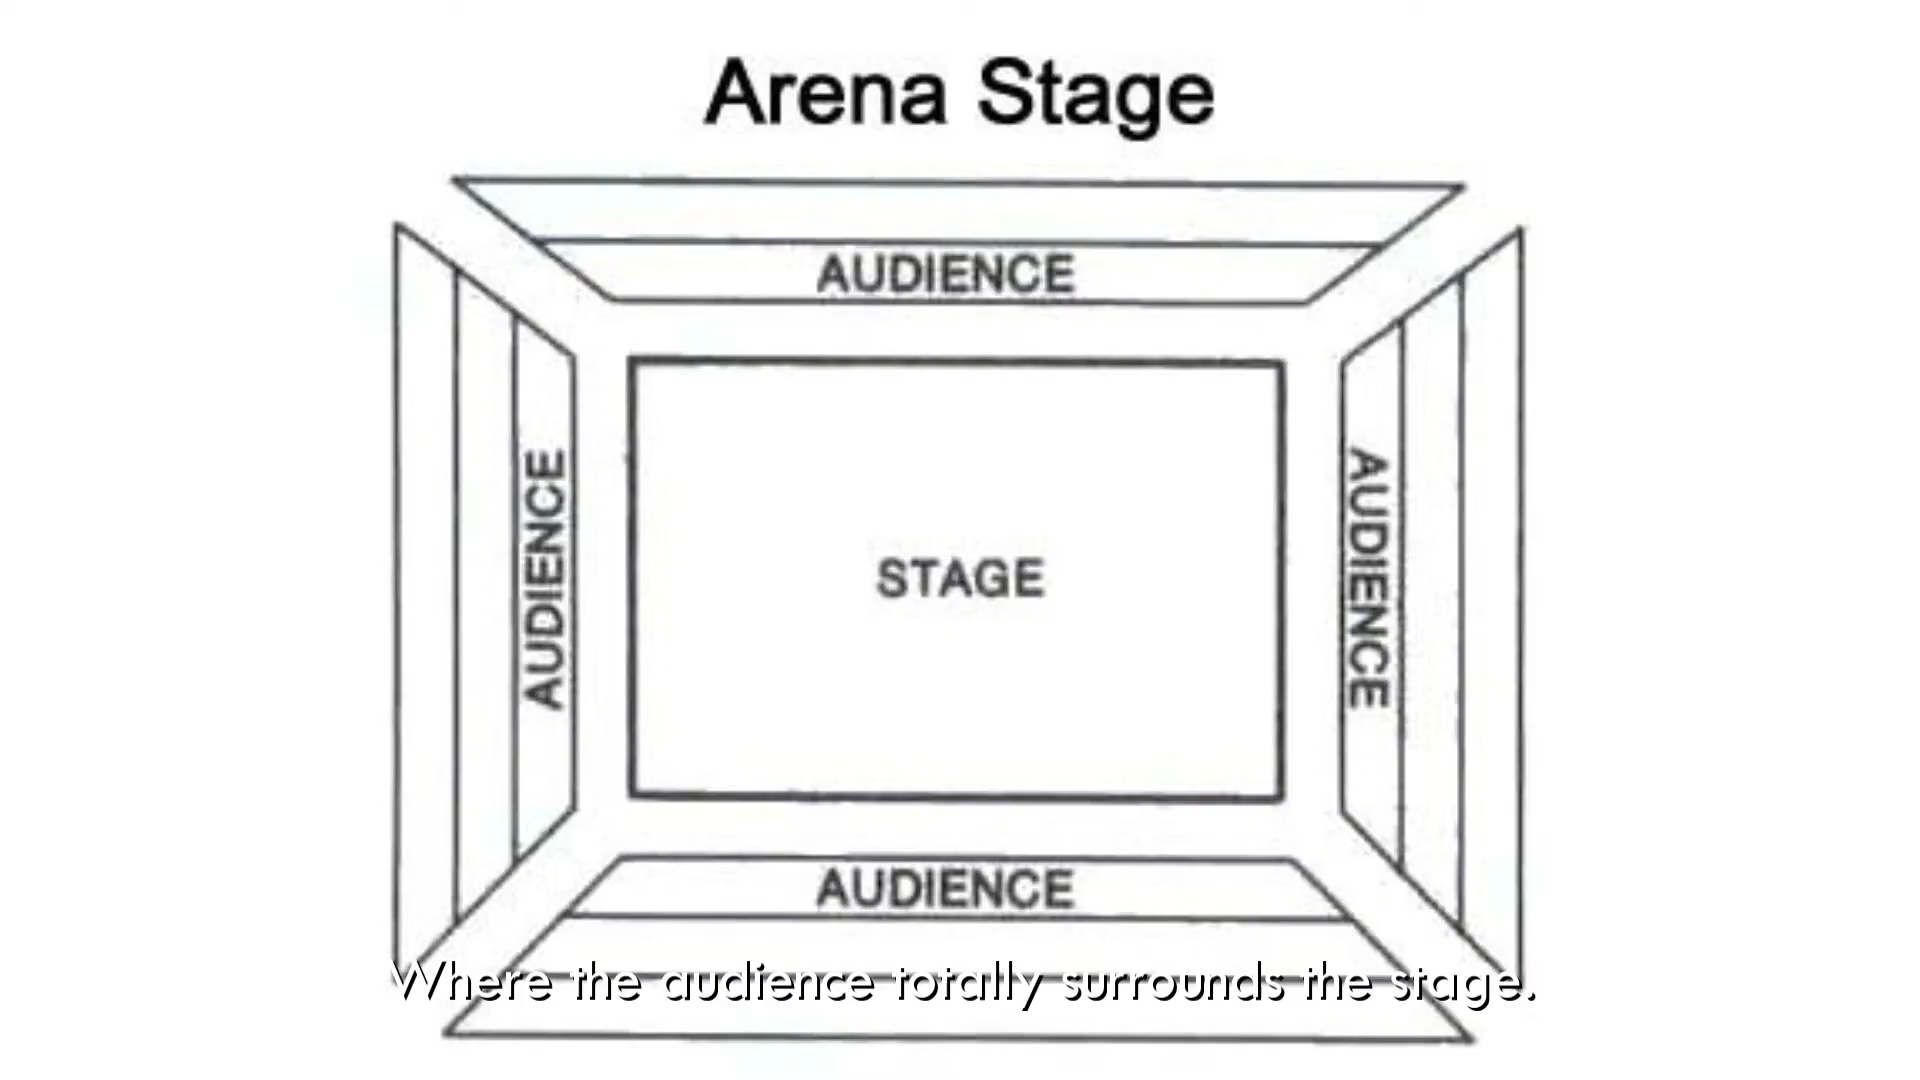 Arena Stage
AUDIENCE
AUDIENCE
STAGE
AUDIENCE
AUDIENCE
Where the audience totally surrounds the stage.